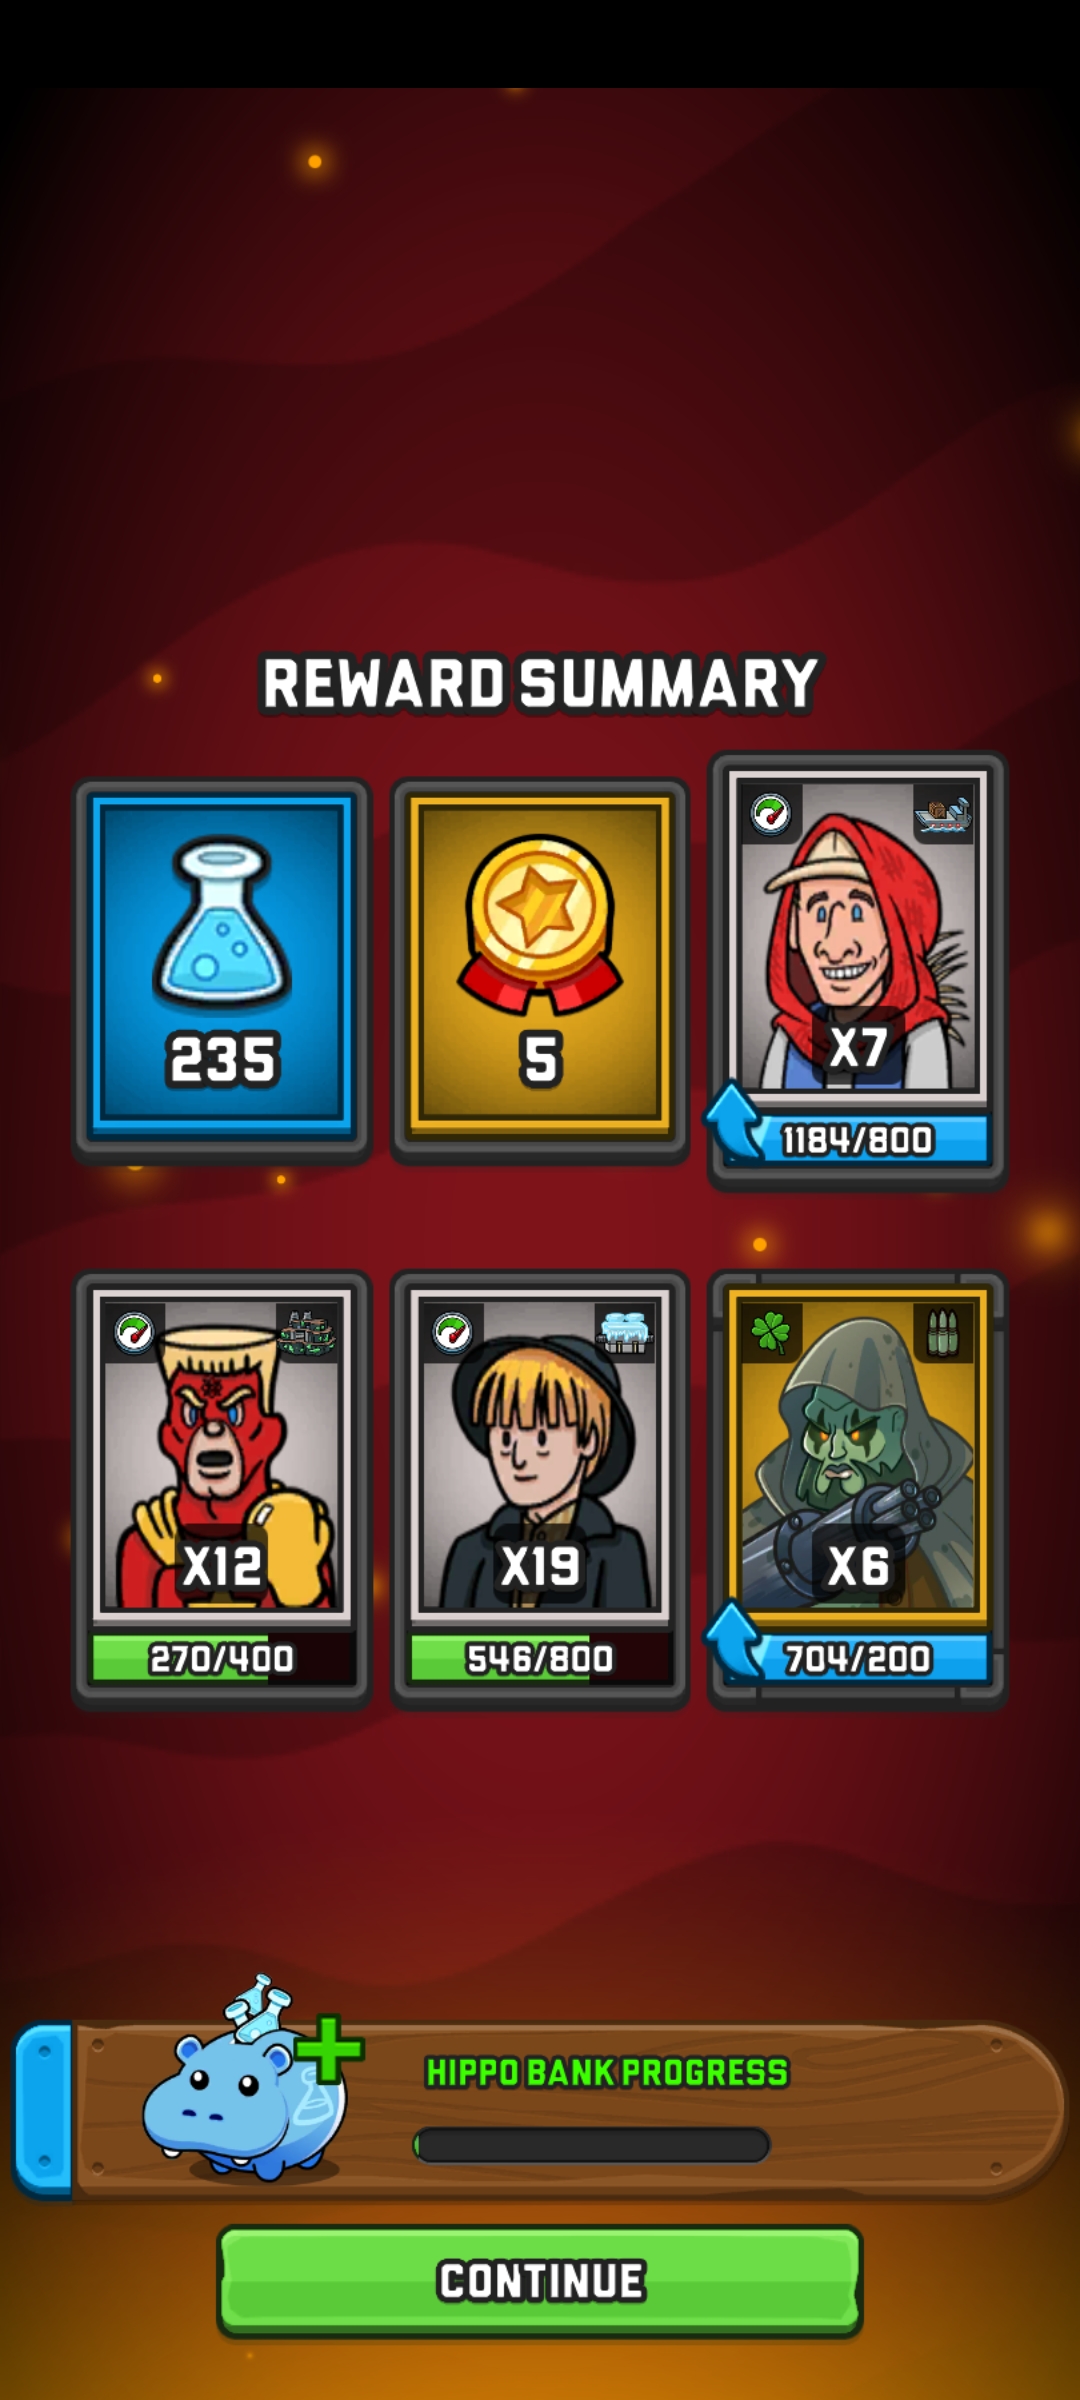 REWARD SUMMARY
235
5
X7
1184/800
X12
270/400
X19
546/800
X6
704/200
HIPPO BANK PROGRESS
CONTINUE